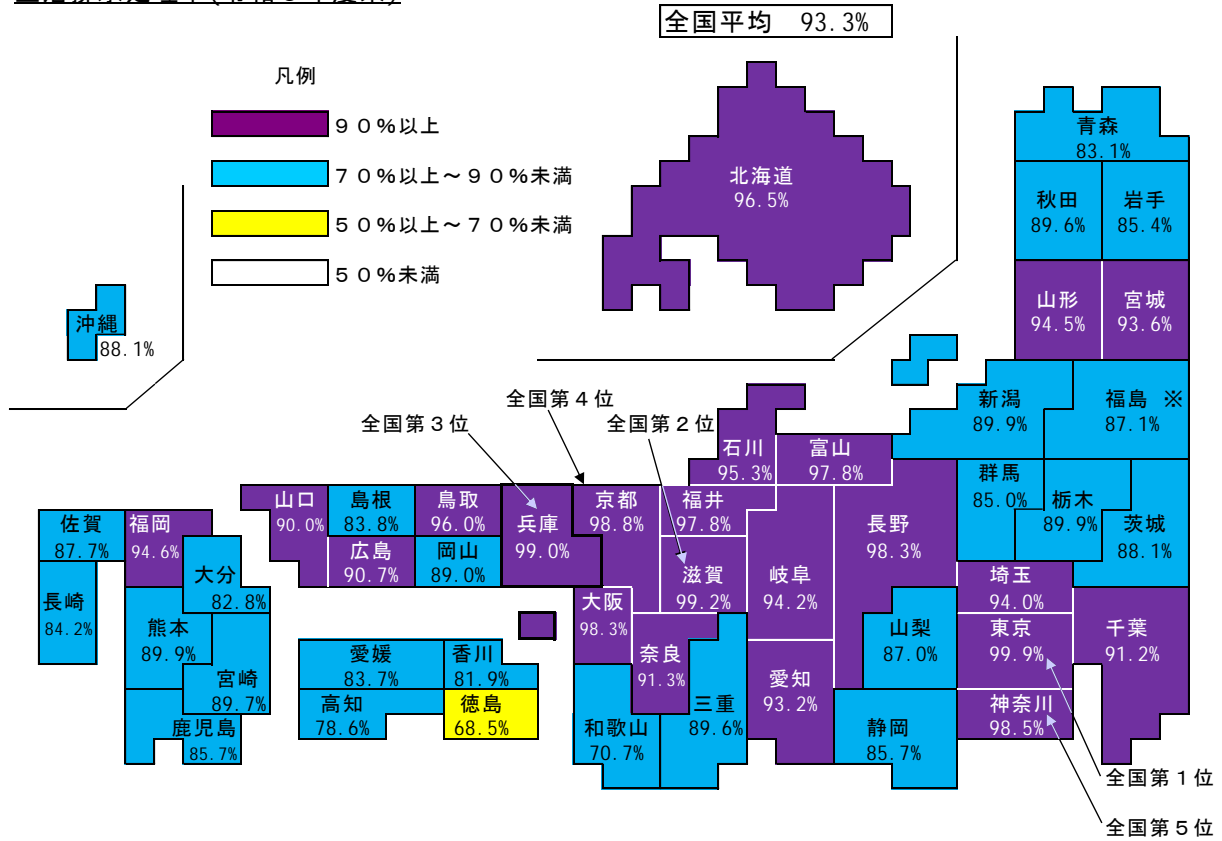 全国平均 93.3%
凡例
９０％以上
７０％以上～９０％未満
５０％以上～７０％未満
５０％未満
北海道
96.5%
青森
83.1%
秋田
89.6%
岩手
85.4%
山形
94.5%
宮城
93.6%
沖縄
88.1%
新潟
89.9%
福島 ※
87.1%
全国第４位
全国第３位
全国第２位
石川
95.3%
富山
97.8%
群馬
85.0%
栃木
89.9%
茨城
88.1%
山口
90.0%
島根
83.8%
鳥取
96.0%
兵庫
99.0%
京都
98.8%
福井
97.8%
長野
98.3%
佐賀
87.7%
福岡
94.6%
広島
90.7%
岡山
89.0%
滋賀
99.2%
岐阜
94.2%
埼玉
94.0%
大分
82.8%
長崎
84.2%
熊本
89.9%
大阪
98.3%
山梨
87.0%
東京
99.9%
千葉
91.2%
愛媛
83.7%
香川
81.9%
奈良
91.3%
愛知
93.2%
宮崎
89.7%
高知
78.6%
徳島
68.5%
三重
89.6%
神奈川
98.5%
鹿児島
85.7%
和歌山
70.7%
静岡
85.7%
全国第１位
全国第５位